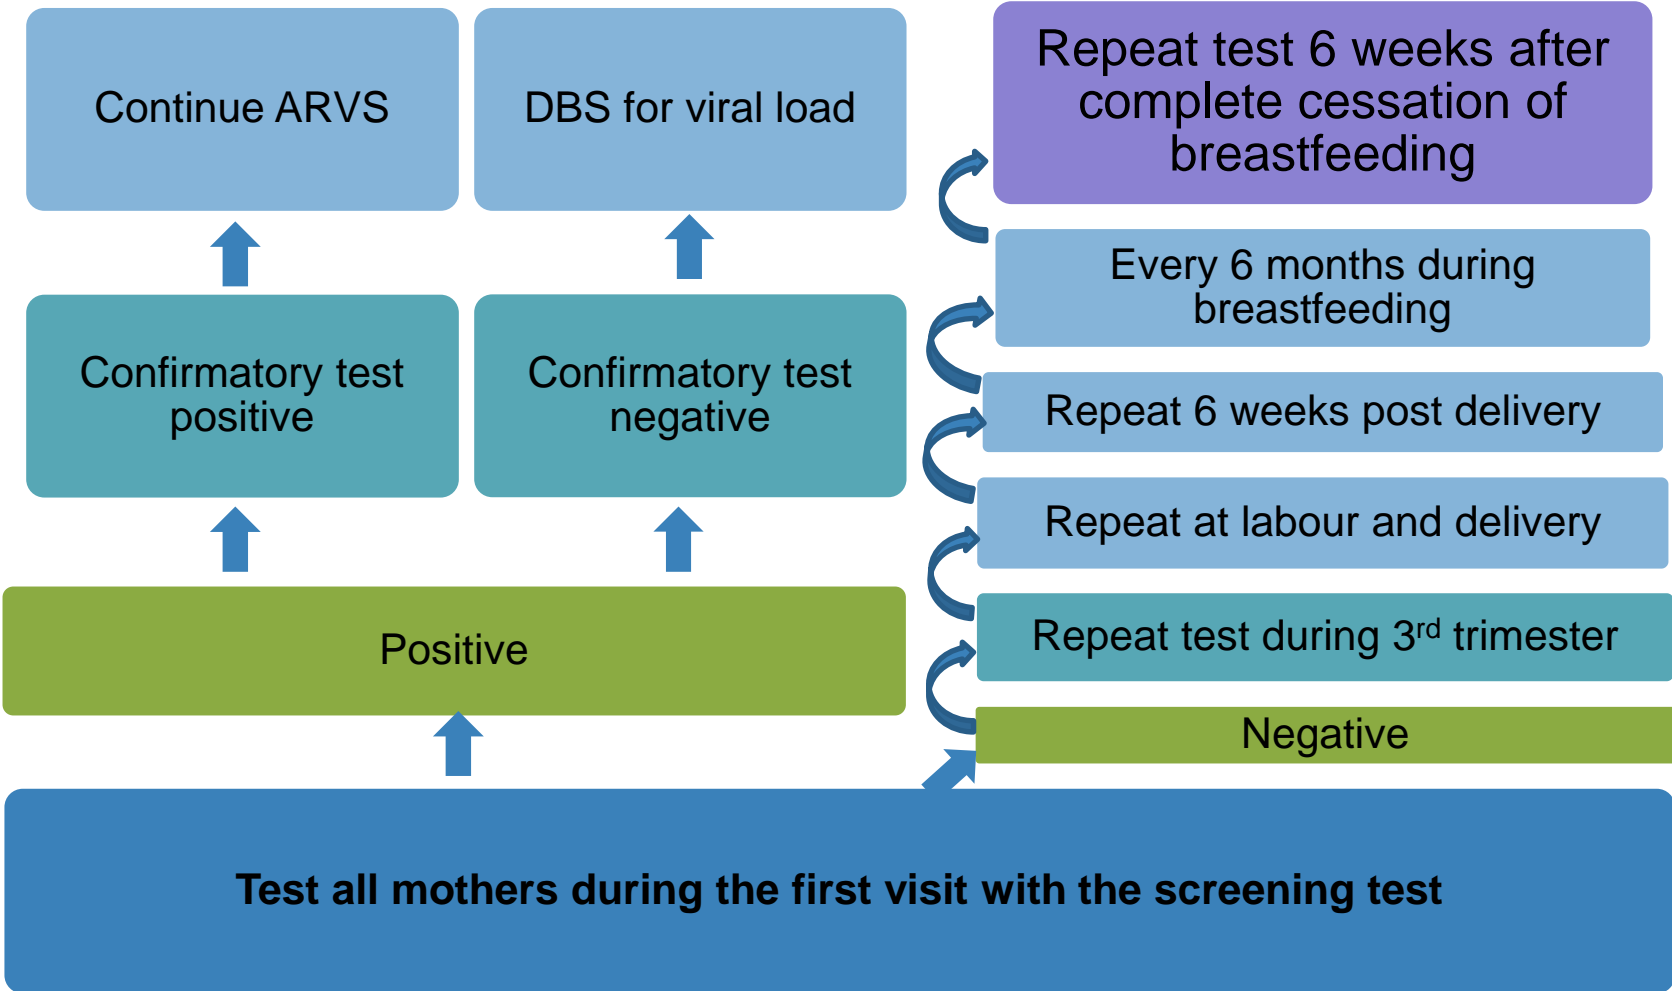 Continue ARVS
DBS for viral load
Repeat test 6 weeks after
complete cessation of
breastfeeding
Every 6 months during
breastfeeding
Confirmatory test
positive
Confirmatory test
negative
Repeat 6 weeks post delivery
Repeat at labour and delivery
Positive
Repeat test during 3rd trimester
Negative
Test all mothers during the first visit with the screening test